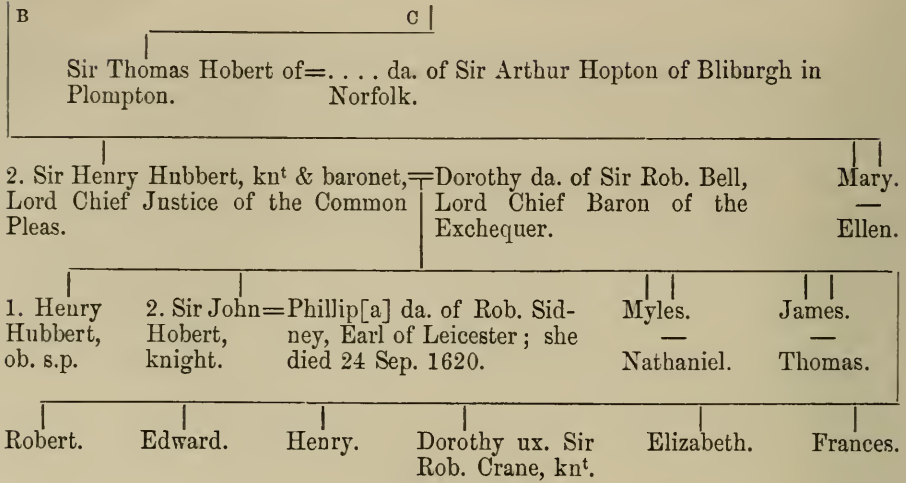 B C
Sir Thomas Hobert of=. . . . da. of Sir Arthur Hopton of Bliburgh in
Plompton. Norfolk.
2. Sir Henry Hnbbert, knᵗ & baronet,=Dorothy da. of Sir Rob. Bell, Mary.
Lord Chief Jnstice of the Common Lord Chief Baron of the —
Pleas. Exchequer. Ellen.
1. Henry 2. Sir John=Phillip[a] da. of Rob. Sid- Myles. James.
Hubbert, Hobert, ney, Earl of Leicester ; she — —
ob. s.p. knight. died 24 Sep. 1620. Nathaniel. Thomas.
Robert. Edward. Henry. Dorothy ux. Sir Elizabeth. Frances.
Rob. Crane, knᵗ.